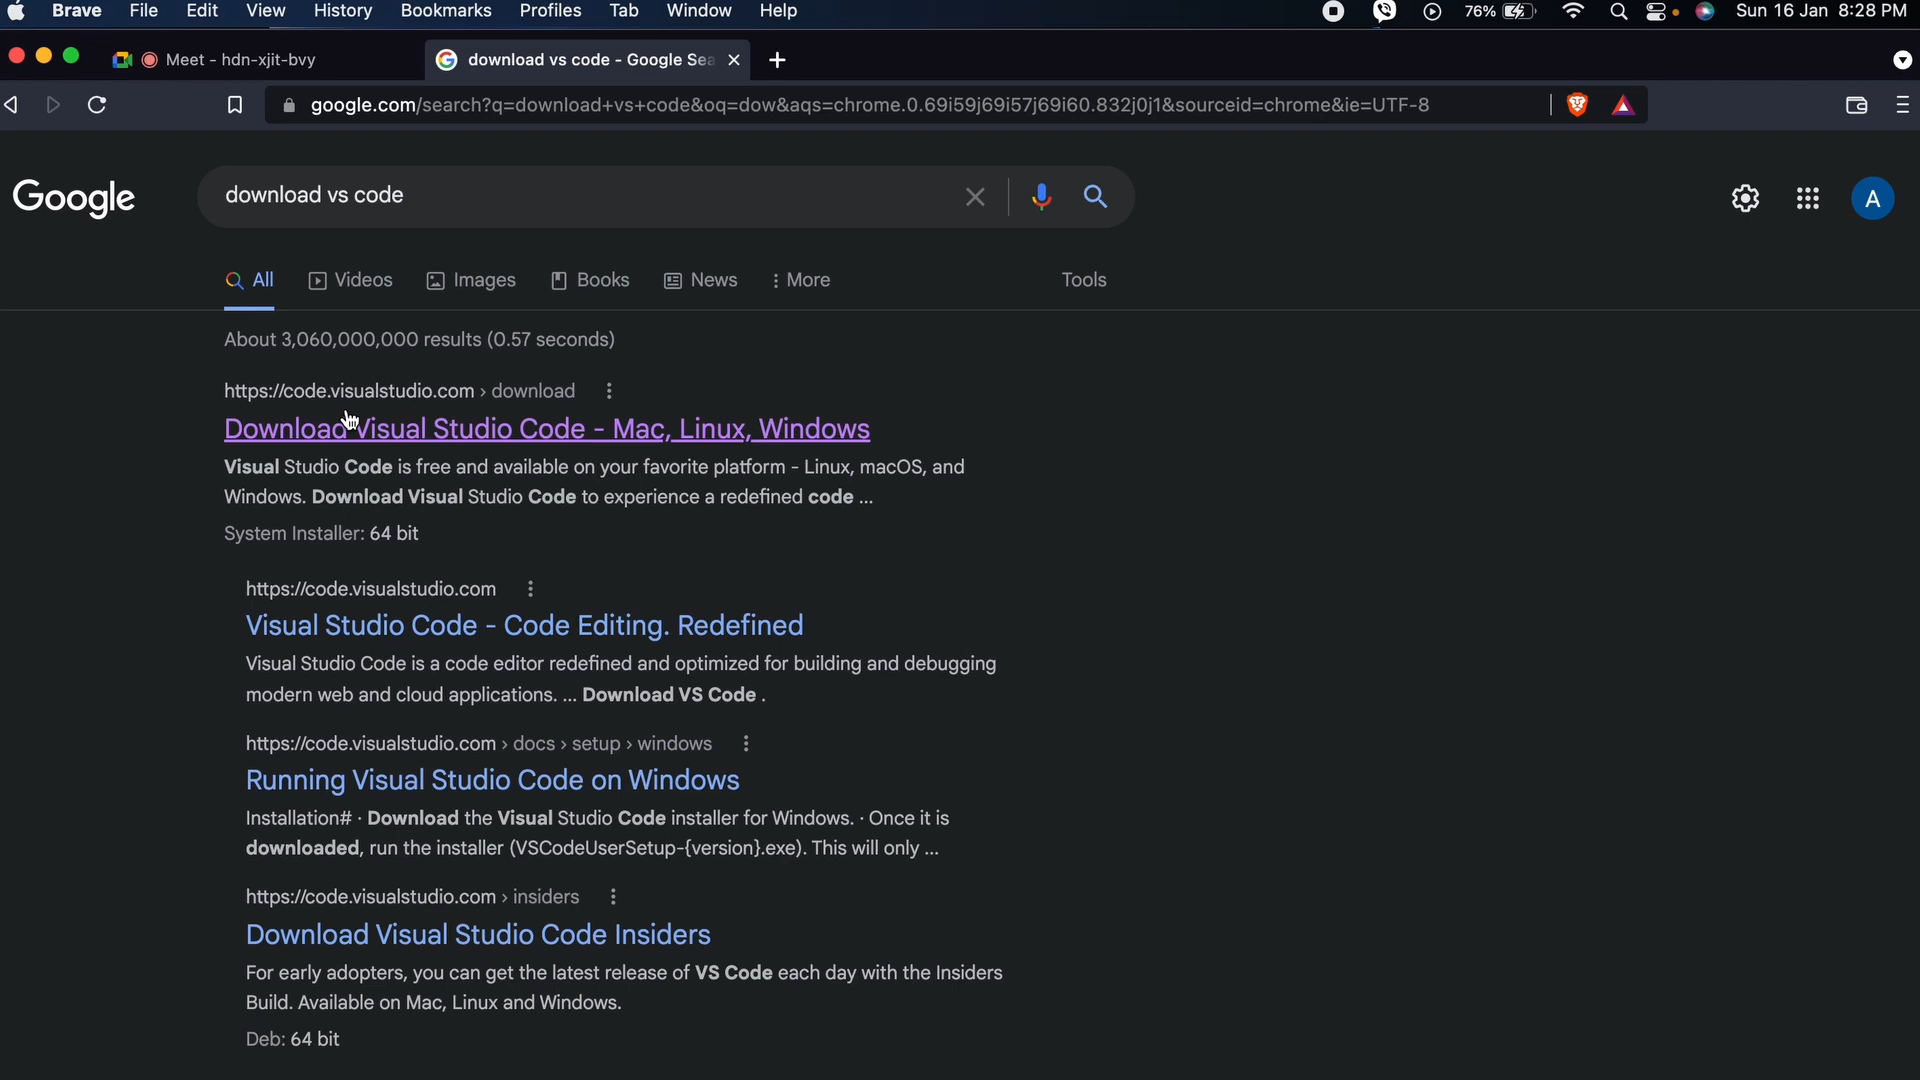 Brave File Edit View History Bookmarks Profiles Tab Window Help 76% Sun 16 Jan 8:28 PM
Meet - hdn-xjit-bvy download vs code - Google Sea
google.com/search?q=download+vs+code&oq=dow&aqs=chrome.0.69i59j69i57j69i60.832j0j1&sourceid=chrome&ie=UTF-8
Google download vs code A
All Videos Images Books News More Tools
About 3,060,000,000 results (0.57 seconds)
https://code.visualstudio.com › download
Download Visual Studio Code - Mac, Linux, Windows
Visual Studio Code is free and available on your favorite platform - Linux, macOS, and
Windows. Download Visual Studio Code to experience a redefined code ...
System Installer: 64 bit
https://code.visualstudio.com
Visual Studio Code - Code Editing. Redefined
Visual Studio Code is a code editor redefined and optimized for building and debugging
modern web and cloud applications. ... Download VS Code .
https://code.visualstudio.com › docs › setup › windows
Running Visual Studio Code on Windows
Installation# · Download the Visual Studio Code installer for Windows. · Once it is
downloaded, run the installer (VSCodeUserSetup-{version}.exe). This will only ...
https://code.visualstudio.com › insiders
Download Visual Studio Code Insiders
For early adopters, you can get the latest release of VS Code each day with the Insiders
Build. Available on Mac, Linux and Windows.
Deb: 64 bit